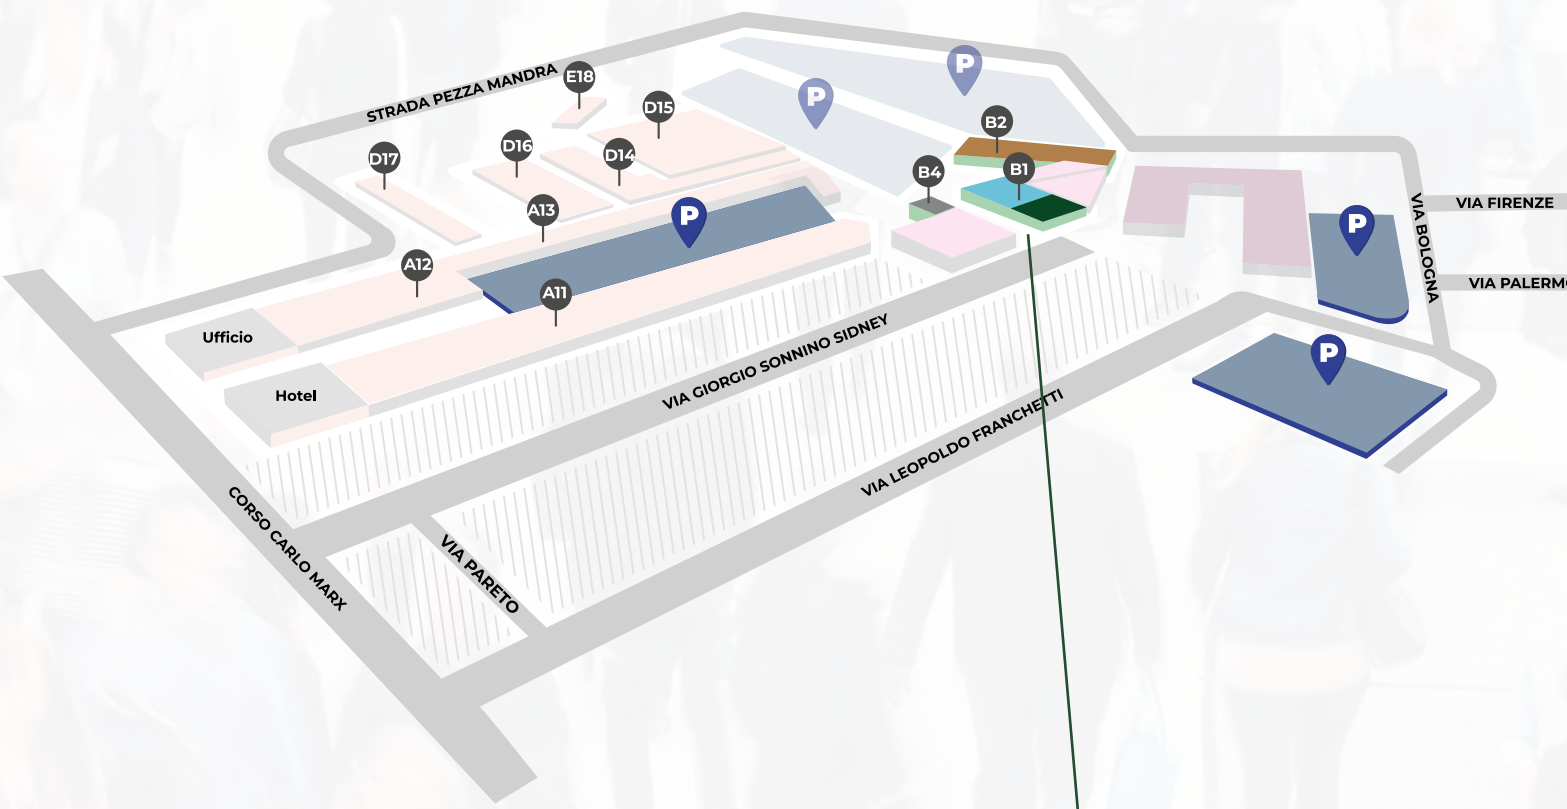 P
P
STRADA PEZZA MANDRA
E18
D15
B2
D16
D14
D17
B4
B1
A13
P
VIA BOLOGNA
VIA FIRENZE
P
A12
A11
VIA PALERMO
Ufficio
VIA GIORGIO SONNINO SIDNEY
P
Hotel
VIA LEOPOLDO FRANCHETTI
CORSO CARLO MARX
VIA PARETO